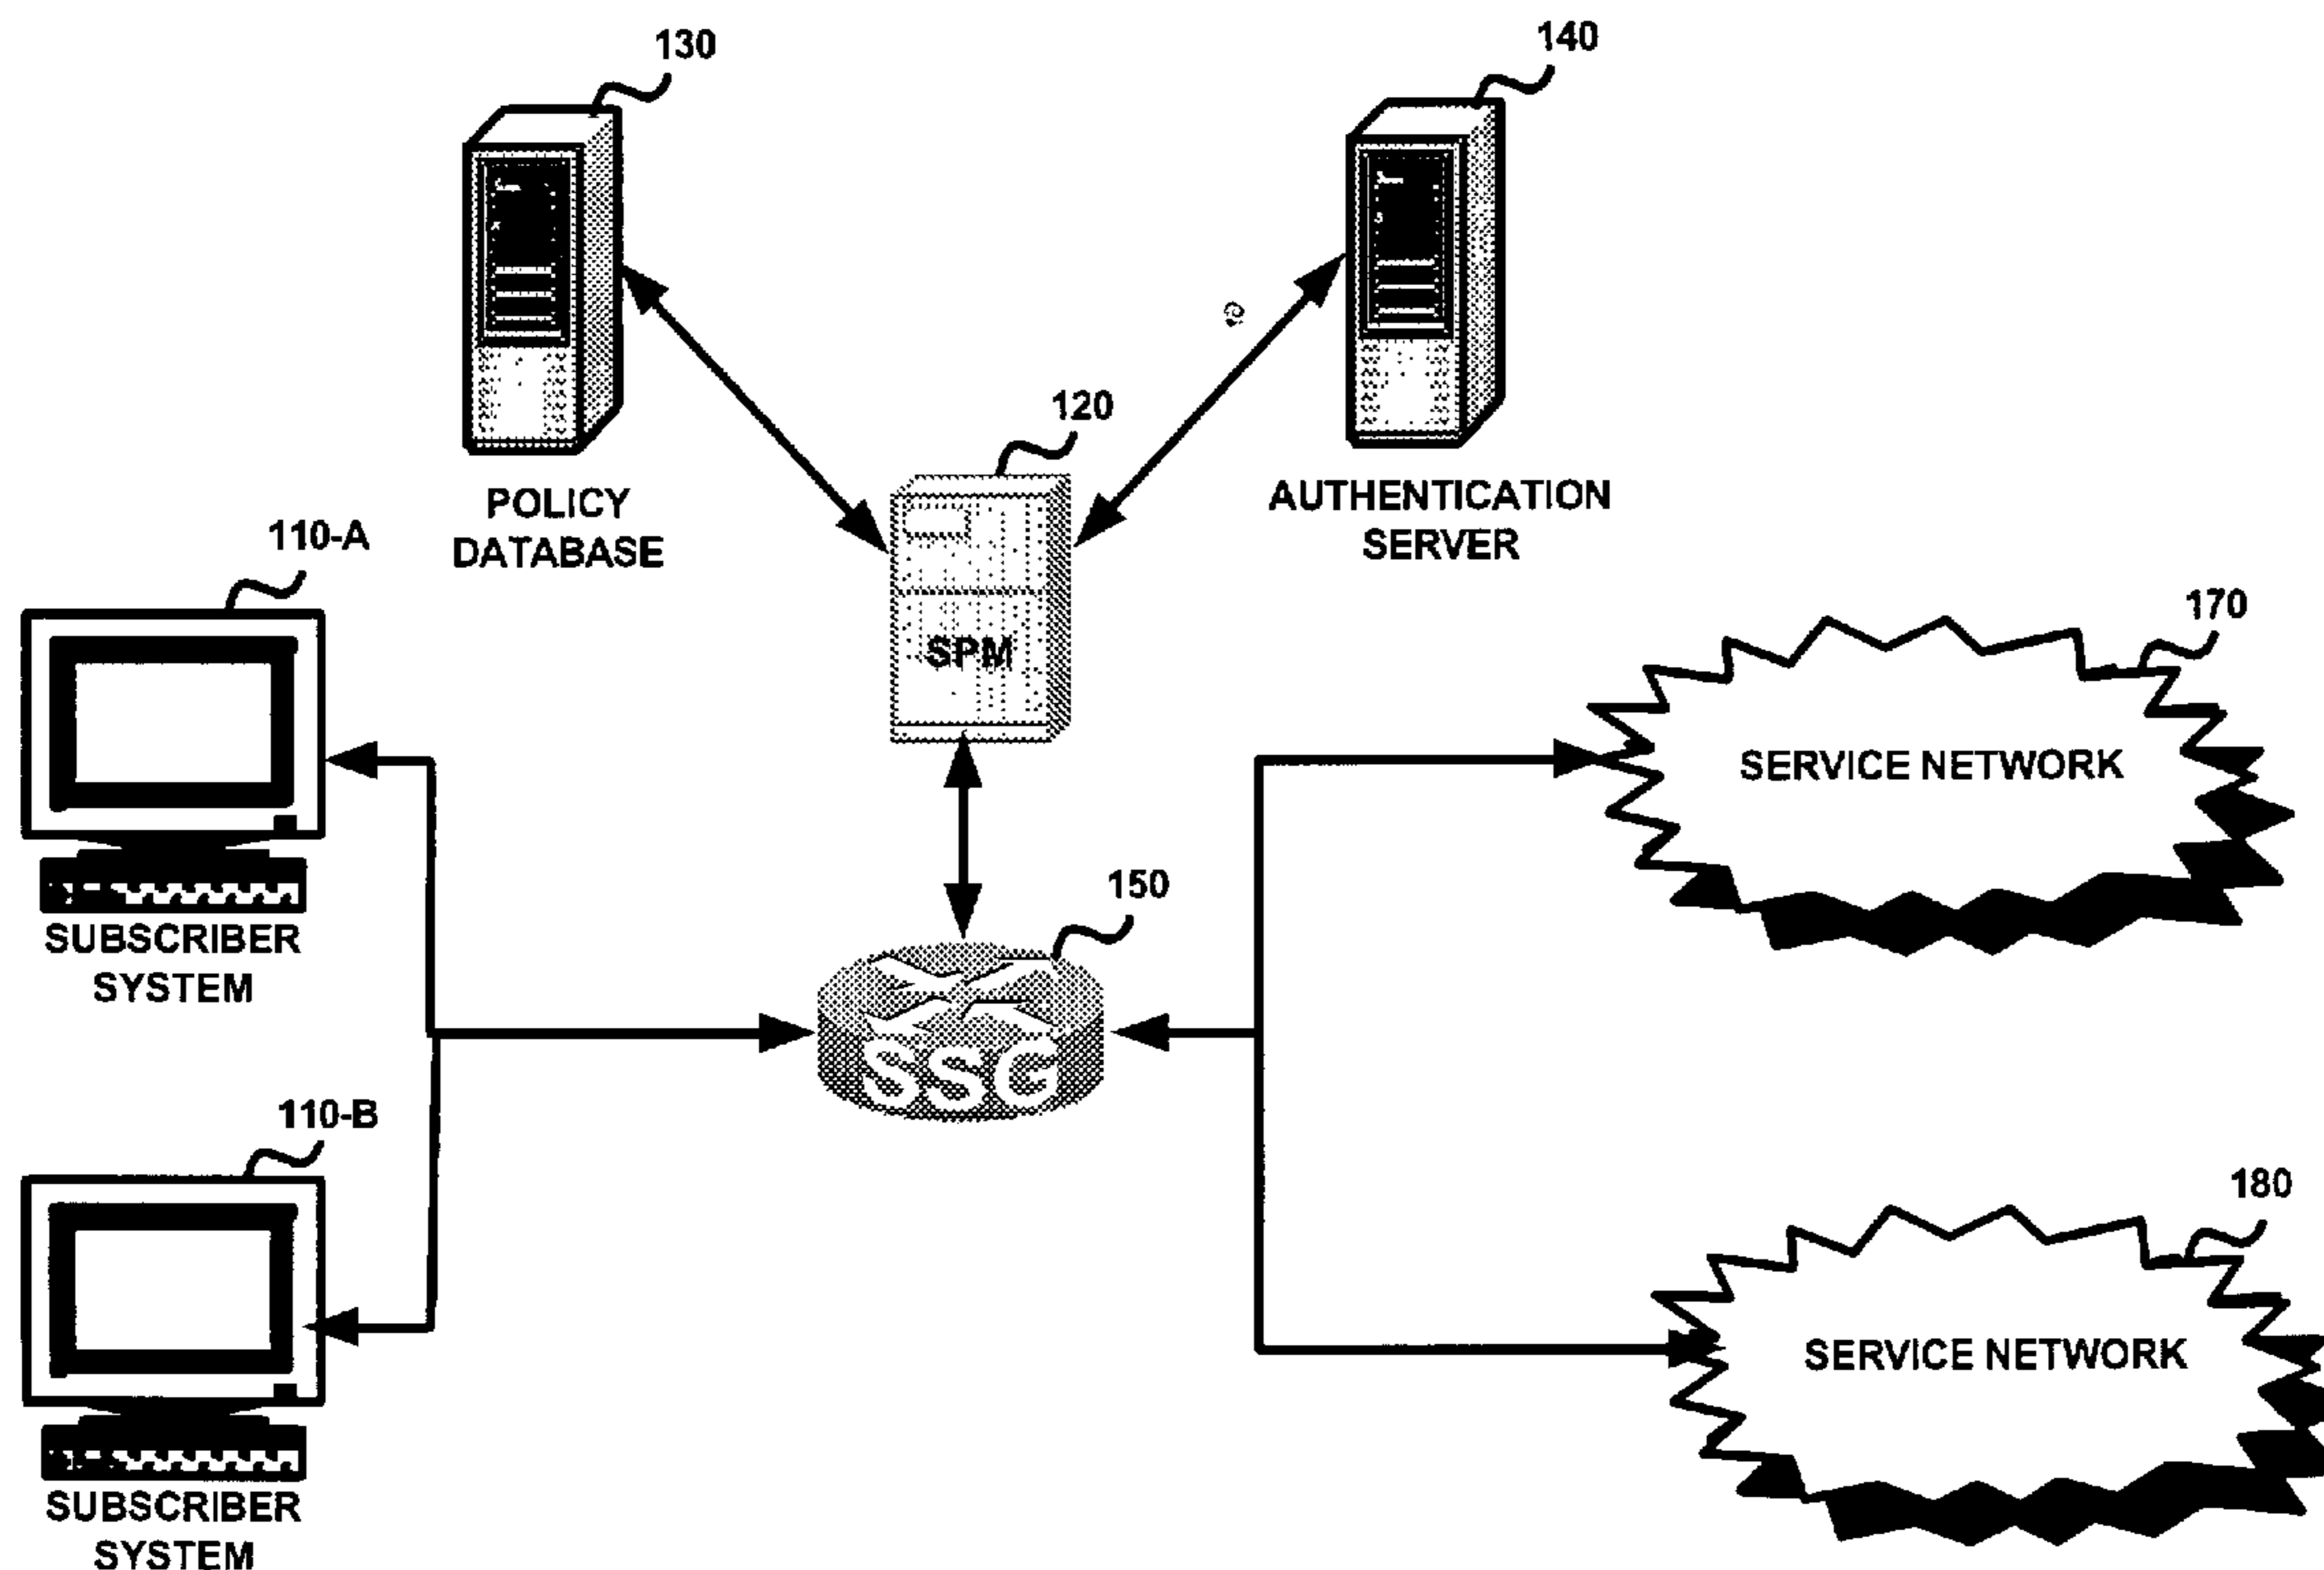 130
140
120
POLICY
DATABASE
AUTHENTICATION
SERVER
110-A
170
SPM
SERVICE NETWORK
150
SUBSCRIBER
SYSTEM
SSG
110-B
180
SERVICE NETWORK
SUBSCRIBER
SYSTEM